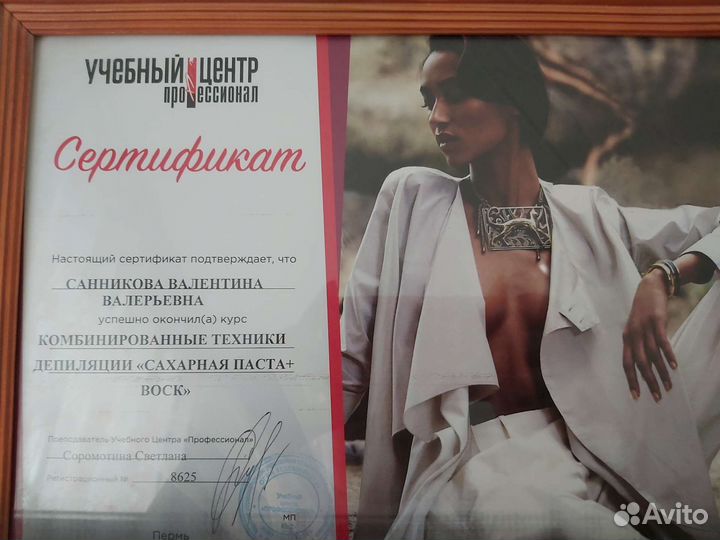 УЧЕБНЫЙ ЦЕНТР
профессионал
Сертификат
Настоящий сертификат подтверждает, что
САННИКОВА ВАЛЕНТИНА
ВАЛЕРЬЕВНА
успешно окончил(а) курс
КОМБИНИРОВАННЫЕ ТЕХНИКИ
ДЕПИЛЯЦИИ «САХАРНАЯ ПАСТА+
ВОСК»
Преподаватель Учебного Центра «Профессионал»
Соромотина Светлана
Регистрационный № 8625
Учебный
МП
Пермь
Avito